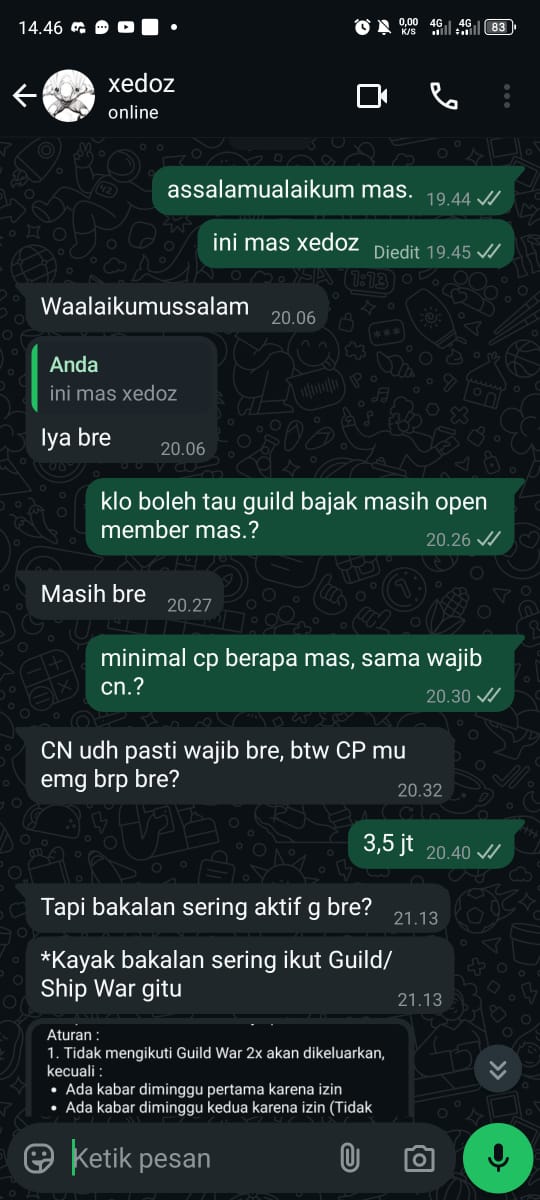 14.46
0,00
K/S
4G
4G
83
xedoz
online
assalamualaikum mas.
19.44
ini mas xedoz
Diedit 19.45
Waalaikumussalam
20.06
Anda
ini mas xedoz
Iya bre
20.06
klo boleh tau guild bajak masih open
member mas.?
20.26
Masih bre
20.27
minimal cp berapa mas, sama wajib
cn.?
20.30
CN udh pasti wajib bre, btw CP mu
emg brp bre?
20.32
3,5 jt
20.40
Tapi bakalan sering aktif g bre?
21.13
*Kayak bakalan sering ikut Guild/
Ship War gitu
21.13
Aturan :
1. Tidak mengikuti Guild War 2x akan dikeluarkan,
kecuali :
• Ada kabar diminggu pertama karena izin
• Ada kabar diminggu kedua karena izin (Tidak
Ketik pesan